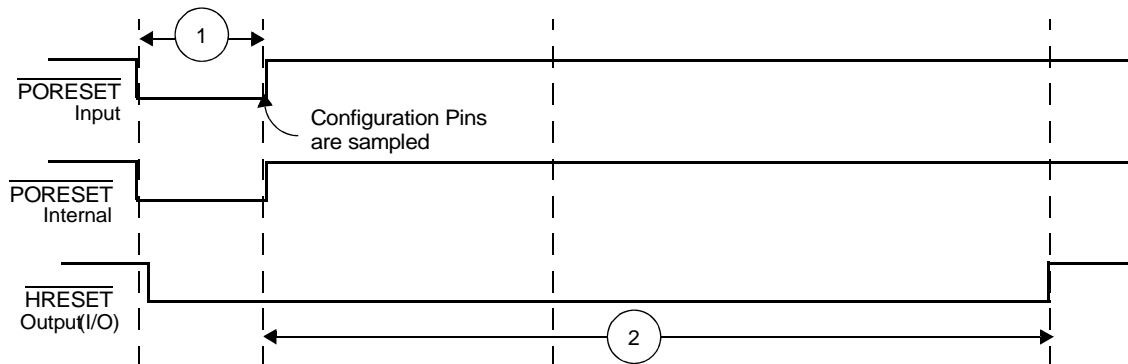 1
PORESET
Input
Configuration Pins
are sampled
PORESET
Internal
HRESET
Output(I/O)
2